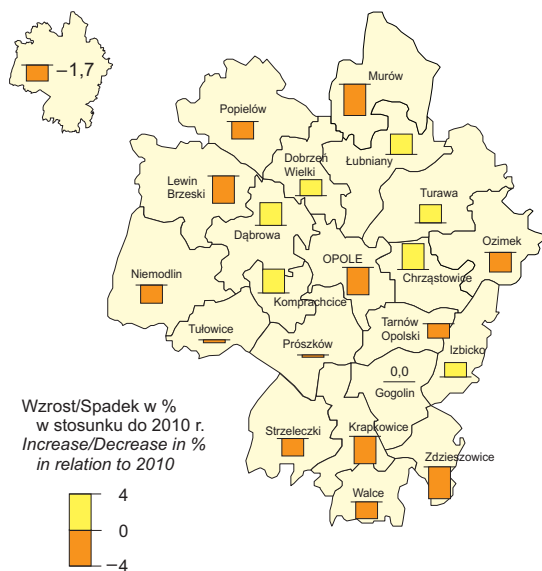 −1,7
Murów
Popielów
Dobrzeń
Wielki
Łubniany
Lewin
Brzeski
Turawa
Dąbrowa
Ozimek
OPOLE
Niemodlin
Chrząstowice
Komprachcice
Tułowice
Prószków
Tarnów
Opolski
Izbicko
0,0
Gogolin
Wzrost/Spadek w %
w stosunku do 2010 r.
Increase/Decrease in %
in relation to 2010
Strzeleczki
Krapkowice
Zdzieszowice
Walce
4
0
−4